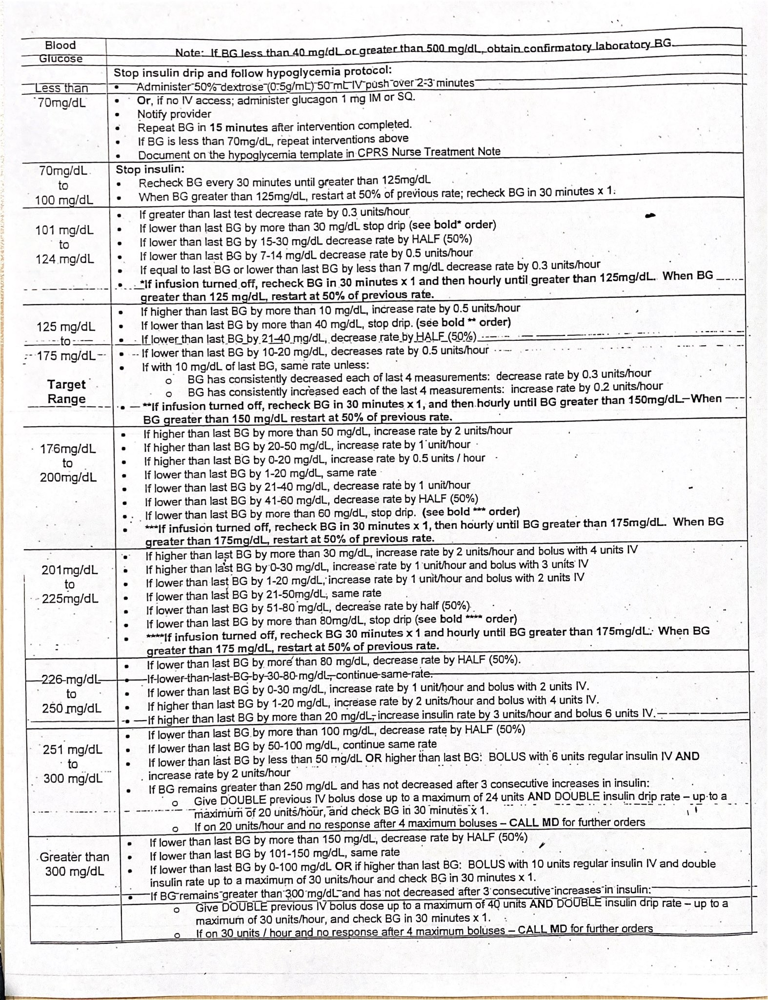 Blood
Glucose
Note: If BG less than 40 mg/dL or greater than 500 mg/dL, obtain confirmatory laboratory BG.
Less than
70mg/dL
Stop insulin drip and follow hypoglycemia protocol:
• Administer 50% dextrose (0.5g/mL) 50 mL IV push over 2-3 minutes
• Or, if no IV access; administer glucagon 1 mg IM or SQ.
• Notify provider
• Repeat BG in 15 minutes after intervention completed.
• If BG is less than 70mg/dL, repeat interventions above
• Document on the hypoglycemia template in CPRS Nurse Treatment Note
70mg/dL
to
100 mg/dL
Stop insulin:
• Recheck BG every 30 minutes until greater than 125mg/dL
• When BG greater than 125mg/dL, restart at 50% of previous rate; recheck BG in 30 minutes x 1.
101 mg/dL
to
124 mg/dL
• If greater than last test decrease rate by 0.3 units/hour
• If lower than last BG by more than 30 mg/dL stop drip (see bold* order)
• If lower than last BG by 15-30 mg/dL decrease rate by HALF (50%)
• If lower than last BG by 7-14 mg/dL decrease rate by 0.5 units/hour
• If equal to last BG or lower than last BG by less than 7 mg/dL decrease rate by 0.3 units/hour
• *If infusion turned off, recheck BG in 30 minutes x 1 and then hourly until greater than 125mg/dL. When BG
greater than 125 mg/dL, restart at 50% of previous rate.
125 mg/dL
to
175 mg/dL
Target
Range
• If higher than last BG by more than 10 mg/dL, increase rate by 0.5 units/hour
• If lower than last BG by more than 40 mg/dL, stop drip. (see bold ** order)
• If lower than last BG by 21-40 mg/dL, decrease rate by HALF (50%)
• If lower than last BG by 10-20 mg/dL, decreases rate by 0.5 units/hour
• If with 10 mg/dL of last BG, same rate unless:
o BG has consistently decreased each of last 4 measurements: decrease rate by 0.3 units/hour
o BG has consistently increased each of the last 4 measurements: increase rate by 0.2 units/hour
• **If infusion turned off, recheck BG in 30 minutes x 1, and then hourly until BG greater than 150mg/dL When
BG greater than 150 mg/dL restart at 50% of previous rate.
176mg/dL
to
200mg/dL
• If higher than last BG by more than 50 mg/dL, increase rate by 2 units/hour
• If higher than last BG by 20-50 mg/dL, increase rate by 1 unit/hour
• If higher than last BG by 0-20 mg/dL, increase rate by 0.5 units / hour
• If lower than last BG by 1-20 mg/dL, same rate
• If lower than last BG by 21-40 mg/dL, decrease rate by 1 unit/hour
• If lower than last BG by 41-60 mg/dL, decrease rate by HALF (50%)
• If lower than last BG by more than 60 mg/dL, stop drip. (see bold *** order)
• ***If infusion turned off, recheck BG in 30 minutes x 1, then hourly until BG greater than 175mg/dL. When BG
greater than 175mg/dL, restart at 50% of previous rate.
201mg/dL
to
225mg/dL
• If higher than last BG by more than 30 mg/dL, increase rate by 2 units/hour and bolus with 4 units IV
• If higher than last BG by 0-30 mg/dL, increase rate by 1 unit/hour and bolus with 3 units IV
• If lower than last BG by 1-20 mg/dL, increase rate by 1 unit/hour and bolus with 2 units IV
• If lower than last BG by 21-50mg/dL, same rate
• If lower than last BG by 51-80 mg/dL, decrease rate by half (50%)
• If lower than last BG by more than 80mg/dL, stop drip (see bold **** order)
• ****If infusion turned off, recheck BG 30 minutes x 1 and hourly until BG greater than 175mg/dL. When BG
greater than 175 mg/dL, restart at 50% of previous rate.
226 mg/dL
to
250 mg/dL
• If lower than last BG by more than 80 mg/dL, decrease rate by HALF (50%).
• If lower than last BG by 30-80 mg/dL, continue same rate.
• If lower than last BG by 0-30 mg/dL, increase rate by 1 unit/hour and bolus with 2 units IV.
• If higher than last BG by 1-20 mg/dL, increase rate by 2 units/hour and bolus with 4 units IV.
• If higher than last BG by more than 20 mg/dL, increase insulin rate by 3 units/hour and bolus 6 units IV.
251 mg/dL
to
300 mg/dL
• If lower than last BG by more than 100 mg/dL, decrease rate by HALF (50%)
• If lower than last BG by 50-100 mg/dL, continue same rate
• If lower than last BG by less than 50 mg/dL OR higher than last BG: BOLUS with 6 units regular insulin IV AND
increase rate by 2 units/hour
• If BG remains greater than 250 mg/dL and has not decreased after 3 consecutive increases in insulin:
o Give DOUBLE previous IV bolus dose up to a maximum of 24 units AND DOUBLE insulin drip rate – up to a
maximum of 20 units/hour, and check BG in 30 minutes x 1.
o If on 20 units/hour and no response after 4 maximum boluses – CALL MD for further orders
Greater than
300 mg/dL
• If lower than last BG by more than 150 mg/dL, decrease rate by HALF (50%)
• If lower than last BG by 101-150 mg/dL, same rate
• If lower than last BG by 0-100 mg/dL OR if higher than last BG: BOLUS with 10 units regular insulin IV and double
insulin rate up to a maximum of 30 units/hour and check BG in 30 minutes x 1.
• If BG remains greater than 300 mg/dL and has not decreased after 3 consecutive increases in insulin:
o Give DOUBLE previous IV bolus dose up to a maximum of 40 units AND DOUBLE insulin drip rate – up to a
maximum of 30 units/hour, and check BG in 30 minutes x 1.
o If on 30 units / hour and no response after 4 maximum boluses – CALL MD for further orders